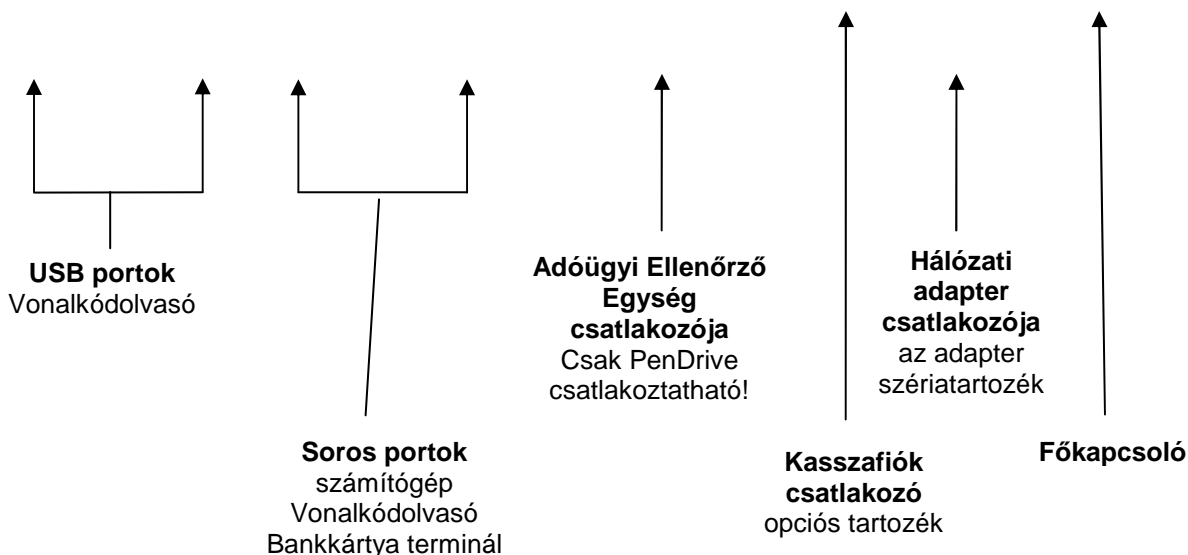 USB portok
Vonalkódolvasó
Soros portok
számítógép
Vonalkódolvasó
Bankkártya terminál
Adóügyi Ellenőrző
Egység
csatlakozója
Csak PenDrive
csatlakoztatható!
Kasszafiók
csatlakozó
opciós tartozék
Hálózati
adapter
csatlakozója
az adapter
szériatartozék
Főkapcsoló